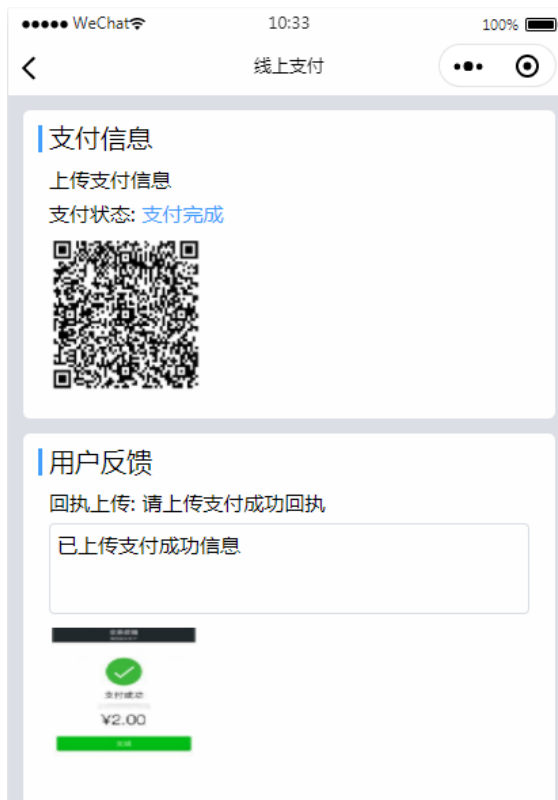 WeChat
10:33
100%
线上支付
支付信息
上传支付信息
支付状态: 支付完成
用户反馈
回执上传: 请上传支付成功回执
已上传支付成功信息
支付成功
¥2.00